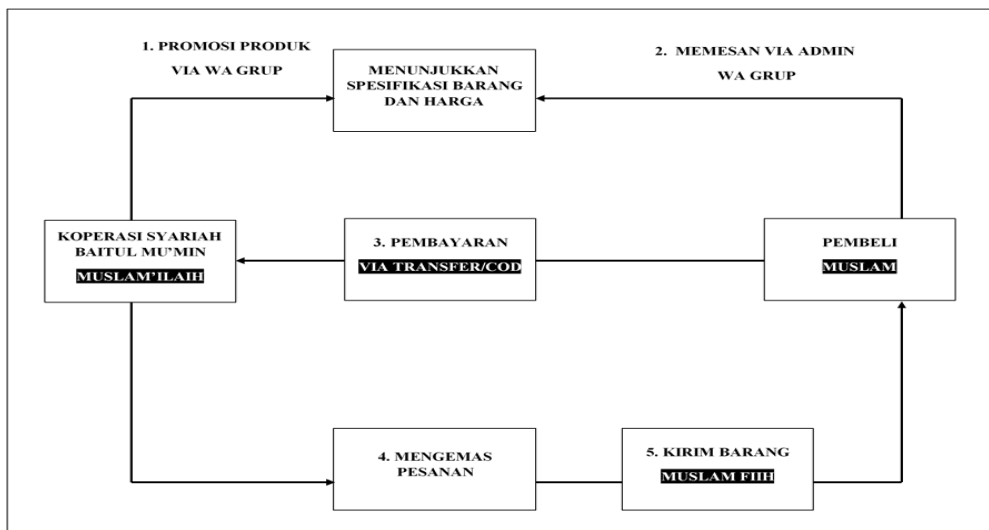 1. PROMOSI PRODUK
VIA WA GRUP
MENUNJUKKAN
SPESIFIKASI BARANG
DAN HARGA
2. MEMESAN VIA ADMIN
WA GRUP
KOPERASI SYARIAH
BAITUL MU’MIN
MUSLAM’ILAIH
3. PEMBAYARAN
VIA TRANSFER/COD
PEMBELI
MUSLAM
4. MENGEMAS
PESANAN
5. KIRIM BARANG
MUSLAM FIIH